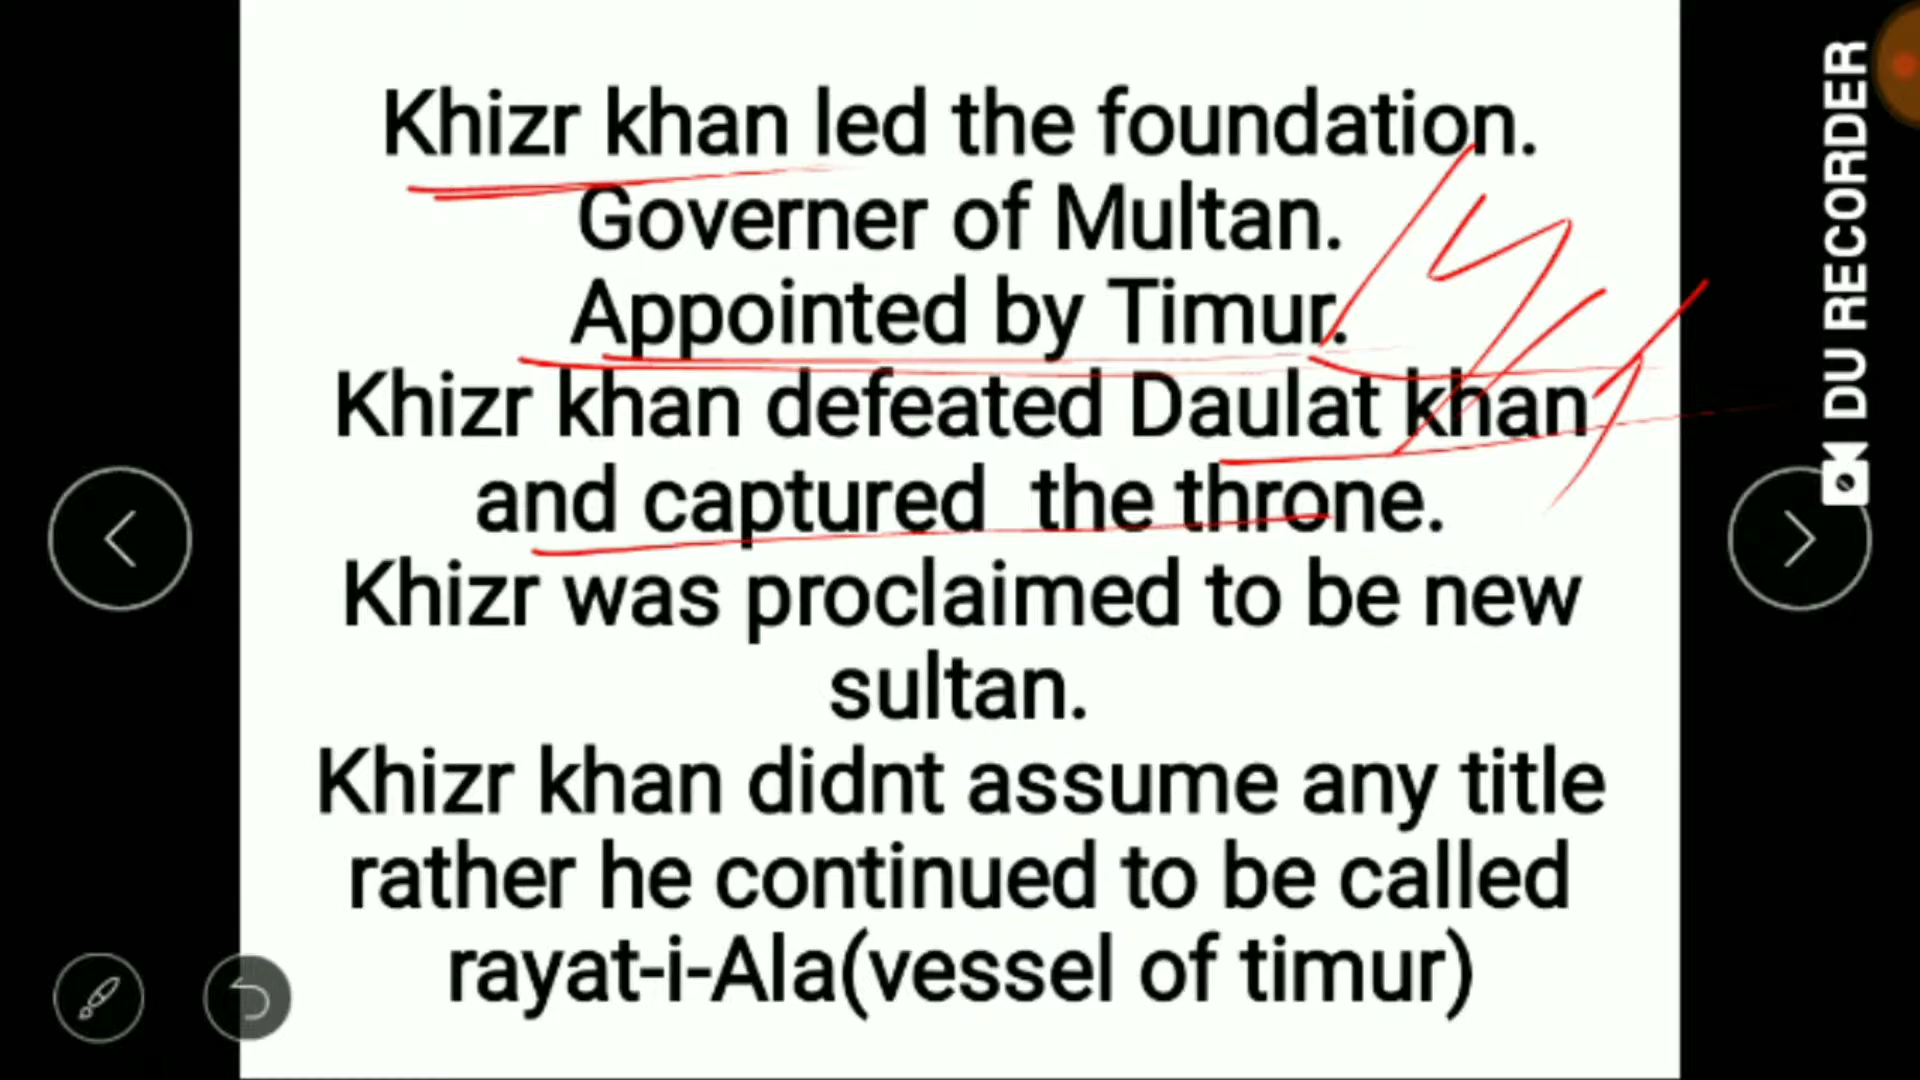 Khizr khan led the foundation.
Governer of Multan.
Appointed by Timur.
Khizr khan defeated Daulat khan
and captured the throne.
Khizr was proclaimed to be new
sultan.
Khizr khan didnt assume any title
rather he continued to be called
rayat-i-Ala(vessel of timur)
DU RECORDER